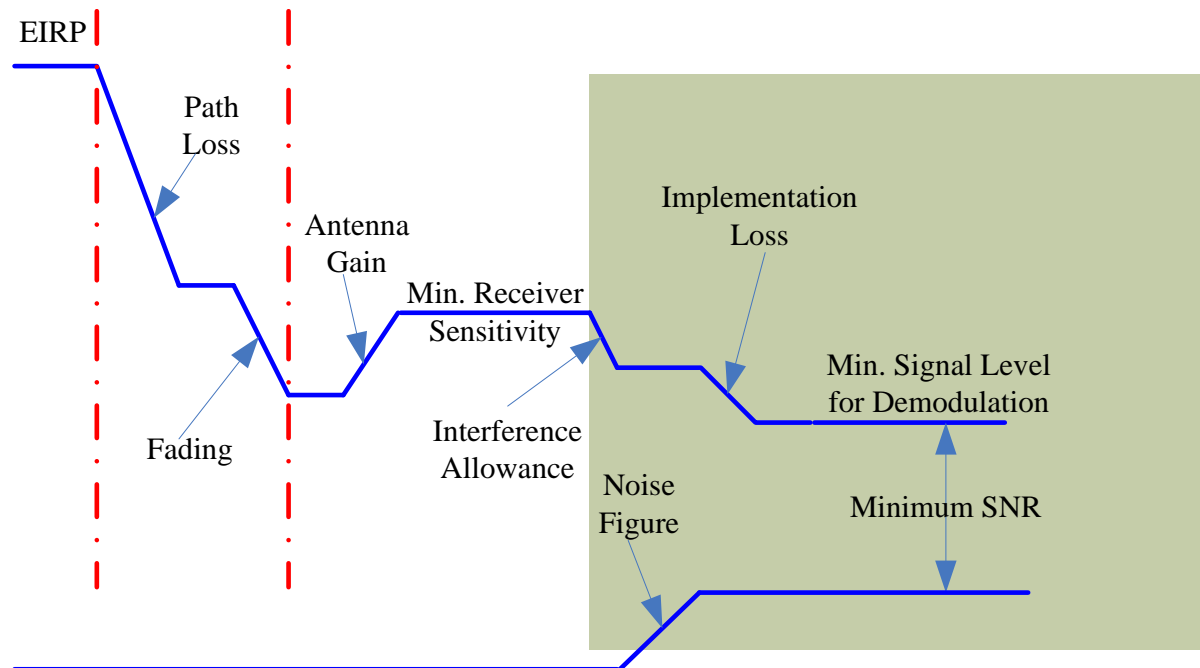 EIRP
Path
Loss
Antenna
Gain
Fading
Min. Receiver
Sensitivity
Interference
Allowance
Implementation
Loss
Min. Signal Level
for Demodulation
Noise
Figure
Minimum SNR